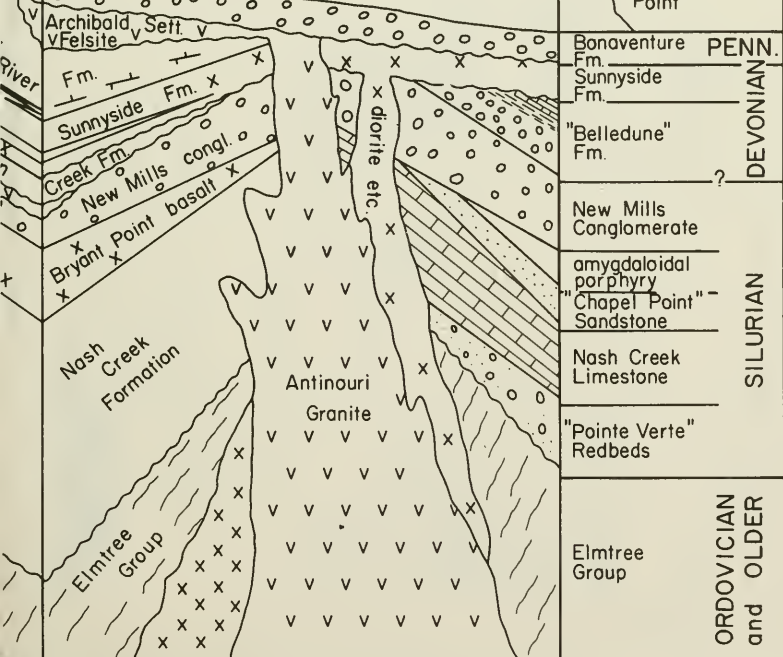 Point
Archibald Sett.
Felsite
River
Fm.
Sunnyside Fm.
Creek Fm.
New Mills congl.
Bryant Point basalt
Nash
Creek
Formation
Elmtree
Group
Antinouri
Granite
diorite etc.
Bonaventure
Fm.
PENN.
Sunnyside
Fm.
"Belledune"
Fm.
DEVONIAN
?
New Mills
Conglomerate
amygdaloidal
porphyry
"Chapel Point"
Sandstone
Nash Creek
Limestone
SILURIAN
"Pointe Verte"
Redbeds
Elmtree
Group
ORDOVICIAN
and OLDER